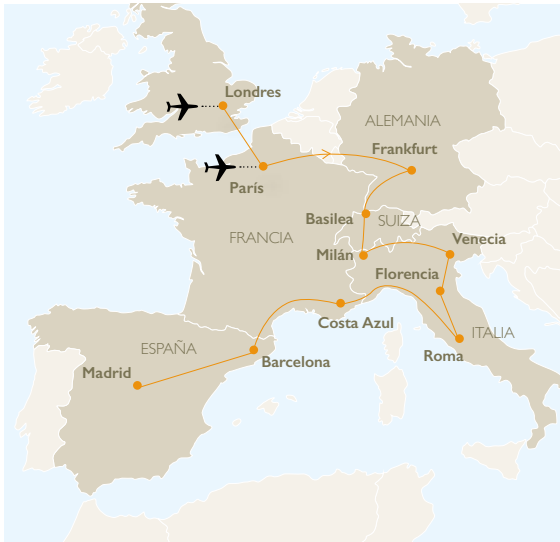 Londres
ALEMANIA
Frankfurt
París
Basilea
SUIZA
FRANCIA
Venecia
Milán
Florencia
Costa Azul
ITALIA
ESPAÑA
Roma
Barcelona
Madrid